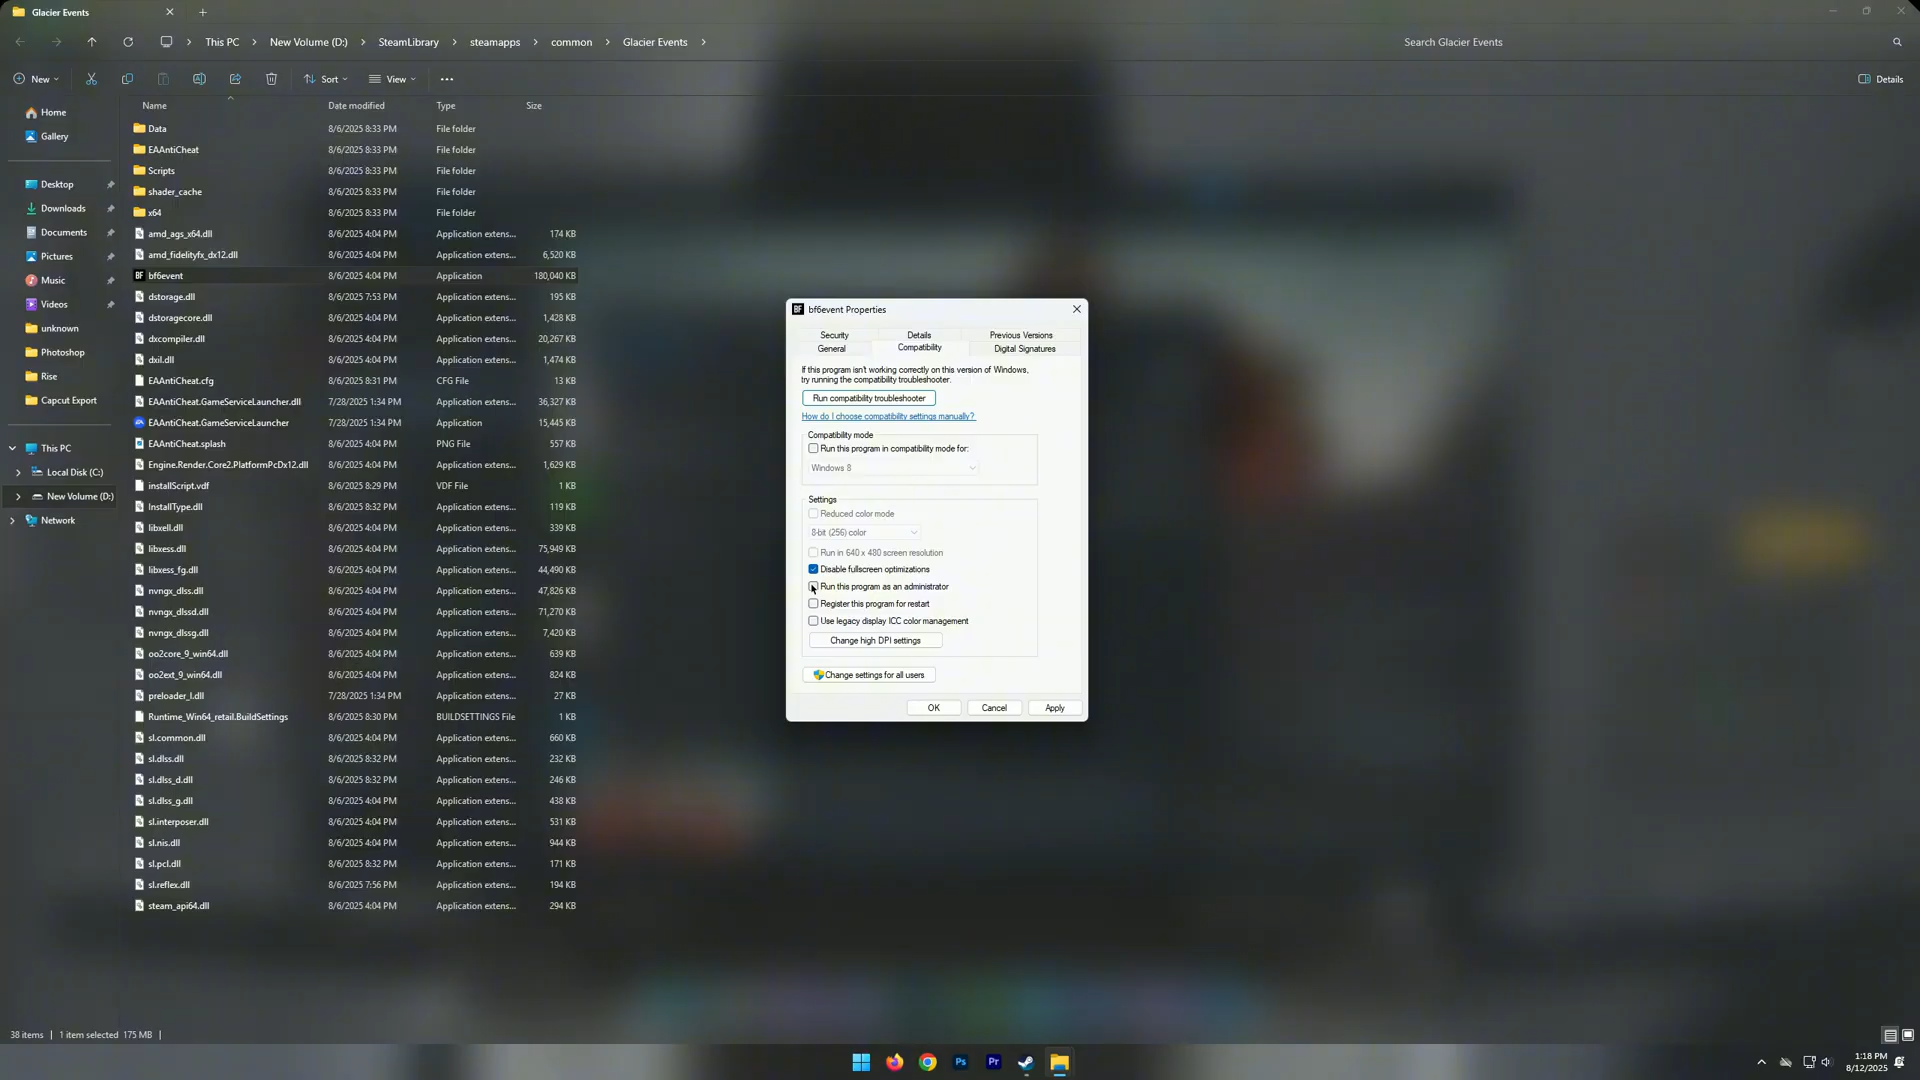 Glacier Events
This PC
New Volume (D:)
SteamLibrary
steamapps
common
Glacier Events
Search Glacier Events
New
Sort
View
Details
Home
Gallery
Desktop
Downloads
Documents
Pictures
Music
Videos
unknown
Photoshop
Rise
Capcut Export
This PC
Local Disk (C:)
New Volume (D:)
Network
Name Date modified Type Size
Data 8/6/2025 8:33 PM File folder
EAAntiCheat 8/6/2025 8:33 PM File folder
Scripts 8/6/2025 8:33 PM File folder
shader_cache 8/6/2025 8:33 PM File folder
x64 8/6/2025 8:33 PM File folder
amd_ags_x64.dll 8/6/2025 4:04 PM Application extens... 174 KB
amd_fidelityfx_dx12.dll 8/6/2025 4:04 PM Application extens... 6,520 KB
BF bf6event 8/6/2025 4:04 PM Application 180,040 KB
dstorage.dll 8/6/2025 7:53 PM Application extens... 195 KB
dstoragecore.dll 8/6/2025 4:04 PM Application extens... 1,428 KB
dxcompiler.dll 8/6/2025 4:04 PM Application extens... 20,267 KB
dxil.dll 8/6/2025 4:04 PM Application extens... 1,474 KB
EAAntiCheat.cfg 8/6/2025 8:31 PM CFG File 13 KB
EAAntiCheat.GameServiceLauncher.dll 7/28/2025 1:34 PM Application extens... 36,327 KB
EAAntiCheat.GameServiceLauncher 7/28/2025 1:34 PM Application 15,445 KB
EAAntiCheat.splash 8/6/2025 4:04 PM PNG File 557 KB
Engine.Render.Core2.PlatformPcDx12.dll 8/6/2025 4:04 PM Application extens... 1,629 KB
installScript.vdf 8/6/2025 8:29 PM VDF File 1 KB
InstallType.dll 8/6/2025 8:32 PM Application extens... 119 KB
libxell.dll 8/6/2025 4:04 PM Application extens... 339 KB
libxess.dll 8/6/2025 4:04 PM Application extens... 75,949 KB
libxess_fg.dll 8/6/2025 4:04 PM Application extens... 44,490 KB
nvngx_dlss.dll 8/6/2025 4:04 PM Application extens... 47,826 KB
nvngx_dlssd.dll 8/6/2025 4:04 PM Application extens... 71,270 KB
nvngx_dlssg.dll 8/6/2025 4:04 PM Application extens... 7,420 KB
oo2core_9_win64.dll 8/6/2025 4:04 PM Application extens... 639 KB
oo2ext_9_win64.dll 8/6/2025 4:04 PM Application extens... 824 KB
preloader_l.dll 7/28/2025 1:34 PM Application extens... 27 KB
Runtime_Win64_retail.BuildSettings 8/6/2025 8:30 PM BUILDSETTINGS File 1 KB
sl.common.dll 8/6/2025 4:04 PM Application extens... 660 KB
sl.dlss.dll 8/6/2025 8:32 PM Application extens... 232 KB
sl.dlss_d.dll 8/6/2025 8:32 PM Application extens... 246 KB
sl.dlss_g.dll 8/6/2025 4:04 PM Application extens... 438 KB
sl.interposer.dll 8/6/2025 4:04 PM Application extens... 531 KB
sl.nis.dll 8/6/2025 4:04 PM Application extens... 944 KB
sl.pcl.dll 8/6/2025 8:32 PM Application extens... 171 KB
sl.reflex.dll 8/6/2025 7:56 PM Application extens... 194 KB
steam_api64.dll 8/6/2025 4:04 PM Application extens... 294 KB
BF bf6event Properties
Security Details Previous Versions
General Compatibility Digital Signatures
If this program isn't working correctly on this version of Windows,
try running the compatibility troubleshooter.
Run compatibility troubleshooter
How do I choose compatibility settings manually?
Compatibility mode
Run this program in compatibility mode for:
Windows 8
Settings
Reduced color mode
8-bit (256) color
Run in 640 x 480 screen resolution
Disable fullscreen optimizations
Run this program as an administrator
Register this program for restart
Use legacy display ICC color management
Change high DPI settings
Change settings for all users
OK Cancel Apply
38 items 1 item selected 175 MB
Ps
Pr
1:18 PM
8/12/2025